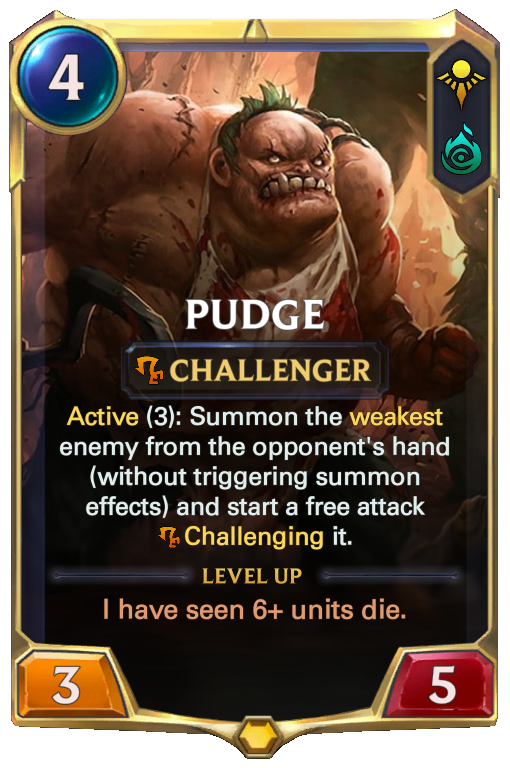 4
PUDGE
CHALLENGER
Active (3): Summon the weakest
enemy from the opponent's hand
(without triggering summon
effects) and start a free attack
Challenging it.
LEVEL UP
I have seen 6+ units die.
3
5